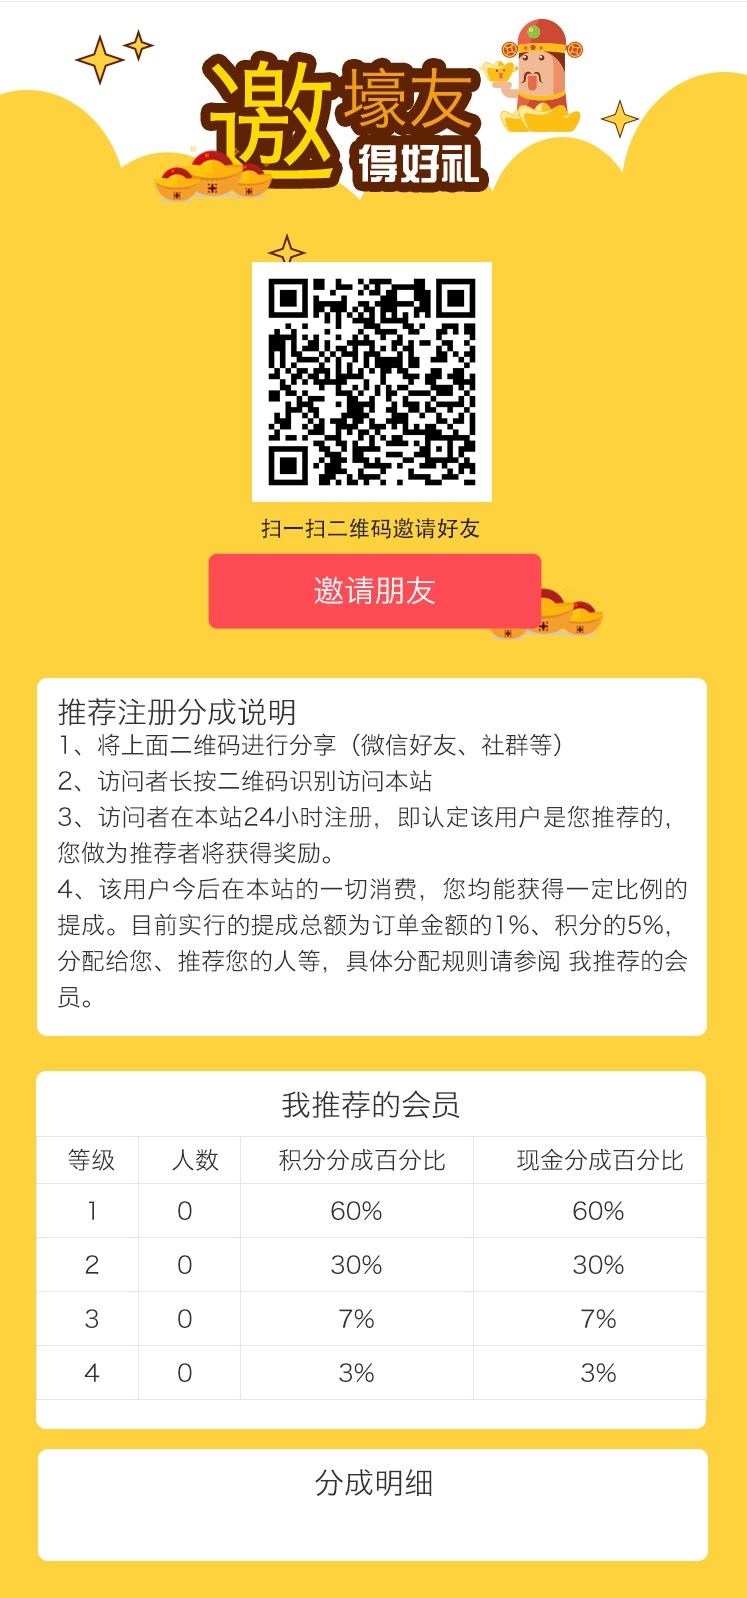 邀壕友
得好礼
扫一扫二维码邀请好友
邀请朋友
推荐注册分成说明
1、将上面二维码进行分享（微信好友、社群等）
2、访问者长按二维码识别访问本站
3、访问者在本站24小时注册，即认定该用户是您推荐的，
您做为推荐者将获得奖励。
4、该用户今后在本站的一切消费，您均能获得一定比例的
提成。目前实行的提成总额为订单金额的1%、积分的5%，
分配给您、推荐您的人等，具体分配规则请参阅 我推荐的会
员。
我推荐的会员
等级 人数 积分分成百分比 现金分成百分比
1 0 60% 60%
2 0 30% 30%
3 0 7% 7%
4 0 3% 3%
分成明细